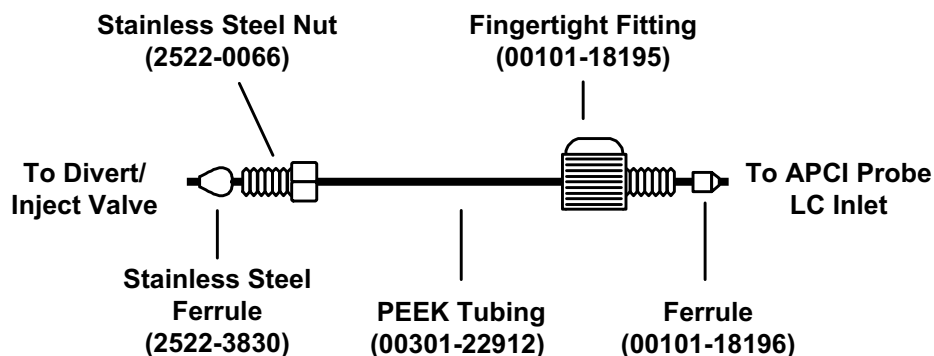 Stainless Steel Nut
(2522-0066)
Fingertight Fitting
(00101-18195)
To Divert/
Inject Valve
To APCI Probe
LC Inlet
Stainless Steel
Ferrule
(2522-3830)
PEEK Tubing
(00301-22912)
Ferrule
(00101-18196)